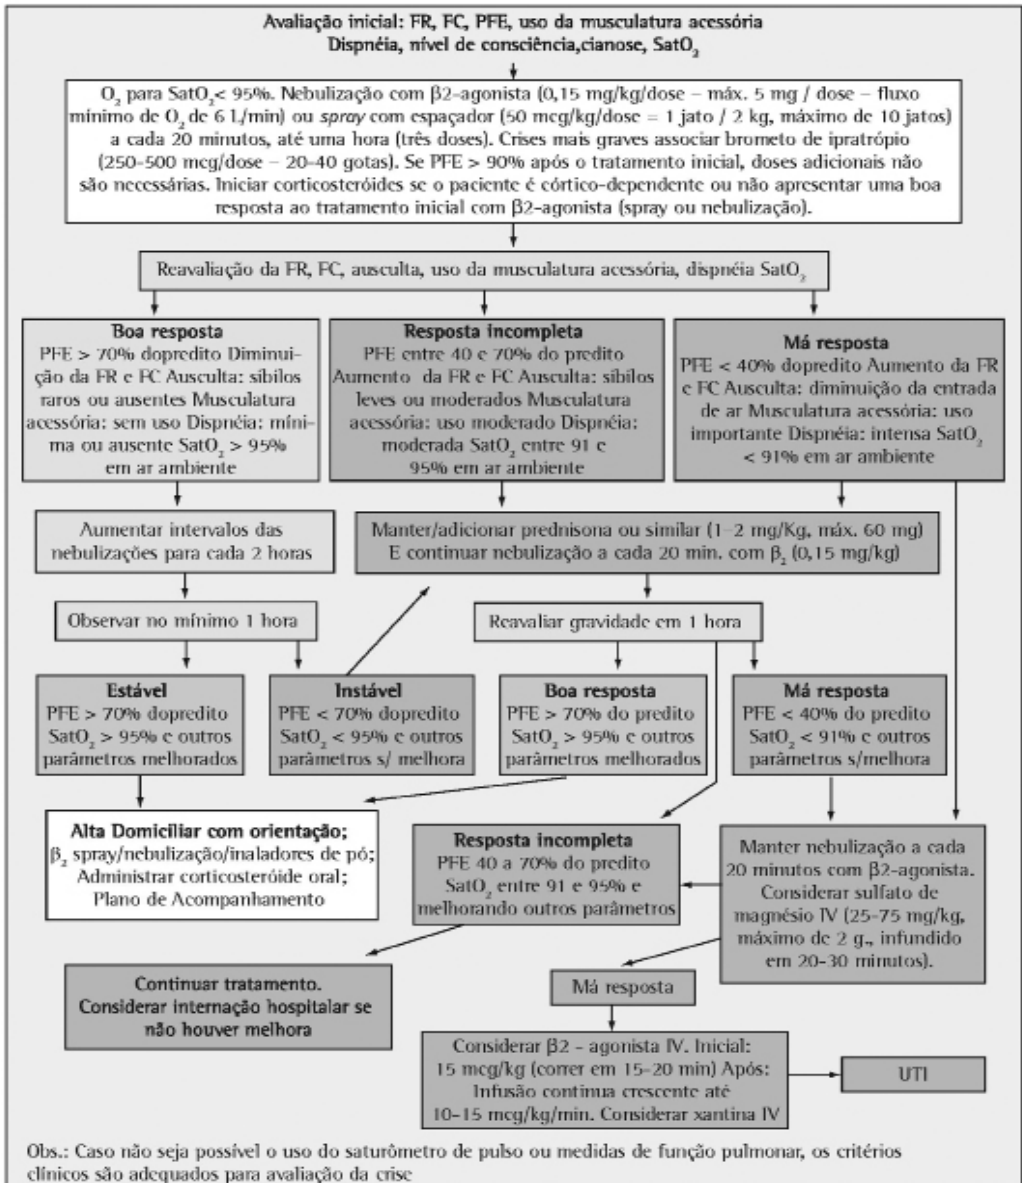 Avaliação inicial: FR, FC, PFE, uso da musculatura acessória
Dispnéia, nível de consciência,cianose, SatO₂
O₂ para SatO₂< 95%. Nebulização com β2-agonista (0,15 mg/kg/dose – máx. 5 mg / dose – fluxo
mínimo de O₂ de 6 L/min) ou spray com espaçador (50 mcg/kg/dose = 1 jato / 2 kg, máximo de 10 jatos)
a cada 20 minutos, até uma hora (três doses). Crises mais graves associar brometo de ipratrópio
(250-500 mcg/dose – 20-40 gotas). Se PFE > 90% após o tratamento inicial, doses adicionais não
são necessárias. Iniciar corticosteróides se o paciente é córtico-dependente ou não apresentar uma boa
resposta ao tratamento inicial com β2-agonista (spray ou nebulização).
Reavaliação da FR, FC, ausculta, uso da musculatura acessória, dispnéia SatO₂
Boa resposta
PFE > 70% dopredito Diminui-
ção da FR e FC Ausculta: síbilos
raros ou ausentes Musculatura
acessória: sem uso Dispnéia: míni-
ma ou ausente SatO₂ > 95%
em ar ambiente
Resposta incompleta
PFE entre 40 e 70% do predito
Aumento da FR e FC Ausculta: síbilos
leves ou moderados Musculatura
acessória: uso moderado Dispnéia:
moderada SatO₂ entre 91 e
95% em ar ambiente
Má resposta
PFE < 40% dopredito Aumento da FR
e FC Ausculta: diminuição da entrada
de ar Musculatura acessória: uso
importante Dispnéia: intensa SatO₂
< 91% em ar ambiente
Aumentar intervalos das
nebulizações para cada 2 horas
Manter/adicionar prednisona ou similar (1–2 mg/Kg, máx. 60 mg)
E continuar nebulização a cada 20 min. com β₂ (0,15 mg/kg)
Observar no mínimo 1 hora
Reavaliar gravidade em 1 hora
Estável
PFE > 70% dopredito
SatO₂ > 95% e outros
parâmetros melhorados
Instável
PFE < 70% dopredito
SatO₂ < 95% e outros
parâmetros s/ melhora
Boa resposta
PFE > 70% do predito
SatO₂ > 95% e outros
parâmetros melhorados
Má resposta
PFE < 40% do predito
SatO₂ < 91% e outros
parâmetros s/melhora
Alta Domiciliar com orientação;
β₂ spray/nebulização/inaladores de pó;
Administrar corticosteróide oral;
Plano de Acompanhamento
Resposta incompleta
PFE 40 a 70% do predito
SatO₂ entre 91 e 95% e
melhorando outros parâmetros
Manter nebulização a cada
20 minutos com β2-agonista.
Considerar sulfato de
magnésio IV (25-75 mg/kg,
máximo de 2 g., infundido
em 20-30 minutos).
Continuar tratamento.
Considerar internação hospitalar se
não houver melhora
Má resposta
Considerar β2 - agonista IV. Inicial:
15 mcg/kg (correr em 15-20 min) Após:
Infusão continua crescente até
10-15 mcg/kg/min. Considerar xantina IV
UTI
Obs.: Caso não seja possível o uso do saturômetro de pulso ou medidas de função pulmonar, os critérios
clínicos são adequados para avaliação da crise